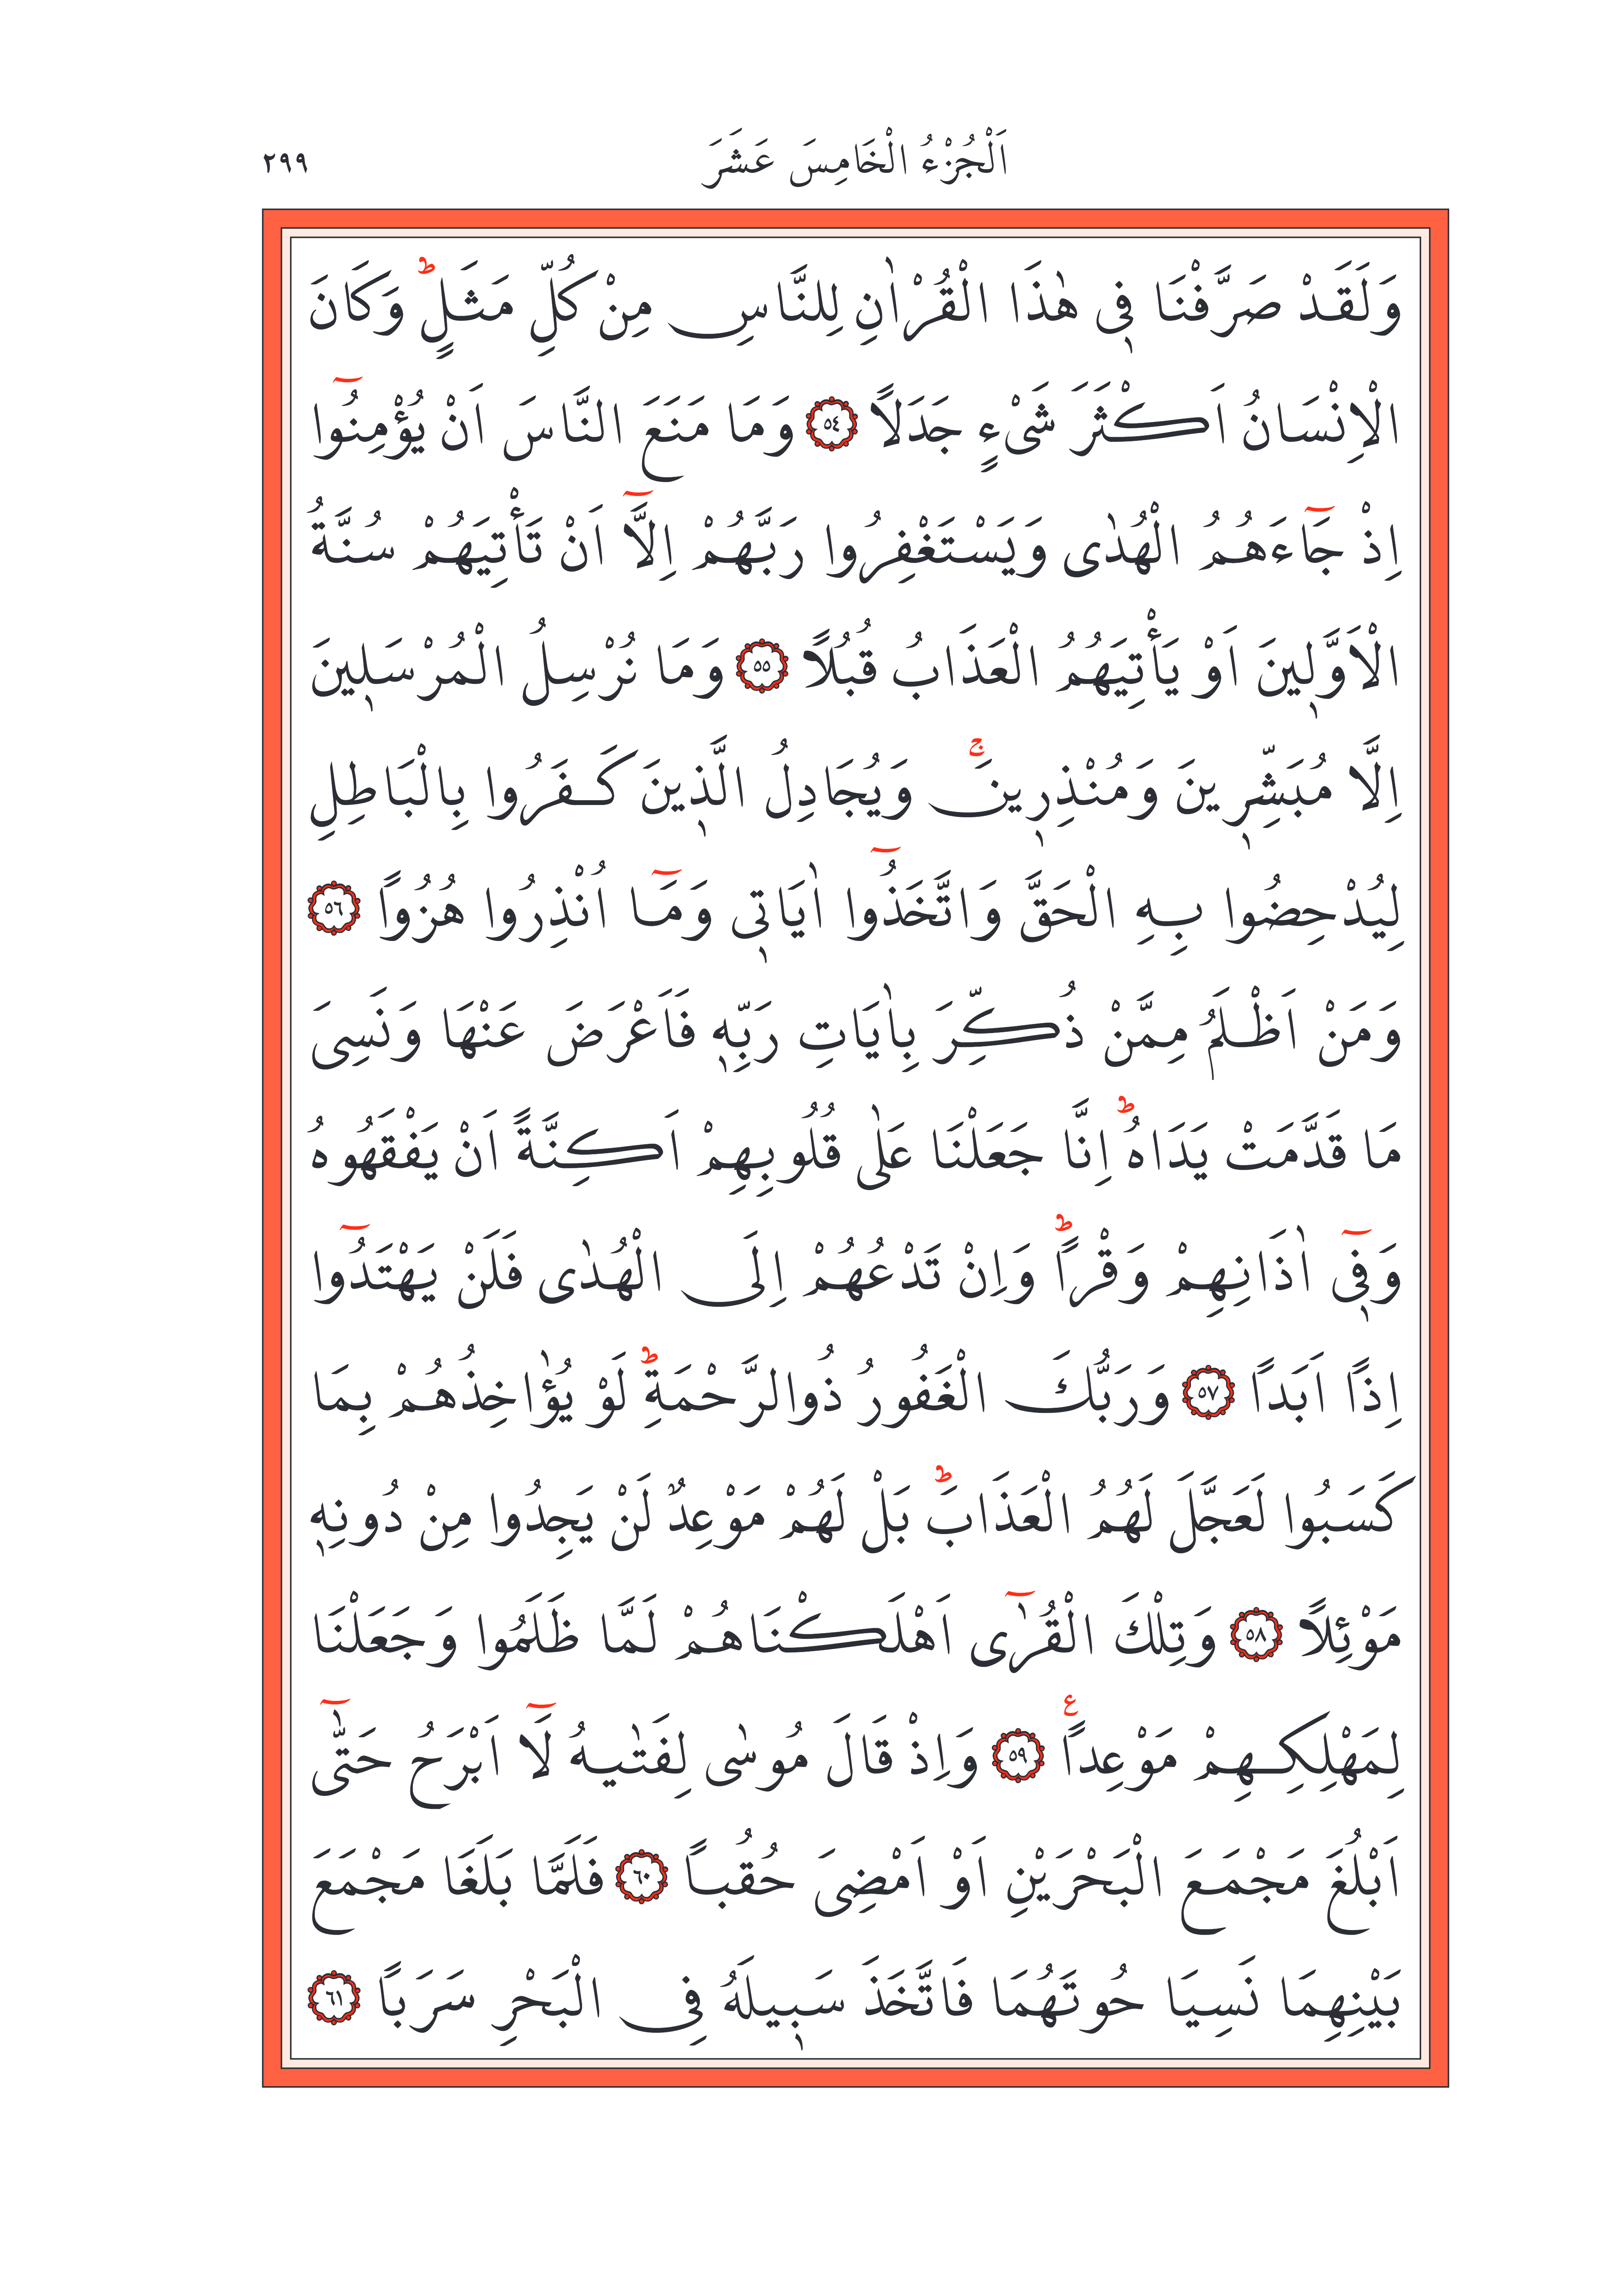 اَلْجُزْءُ الْخَامِسَ عَشَرَ ٢٩٩
وَلَقَدْ صَرَّفْنَا ف۪ي هٰذَا الْقُرْاٰنِ لِلنَّاسِ مِنْ كُلِّ مَثَلٍۜ وَكَانَ
الْاِنْسَانُ اَكْثَرَ شَيْءٍ جَدَلًا ﴿٥٤﴾ وَمَا مَنَعَ النَّاسَ اَنْ يُؤْمِنُٓوا
اِذْ جَٓاءَهُمُ الْهُدٰى وَيَسْتَغْفِرُوا رَبَّهُمْ اِلَّٓا اَنْ تَأْتِيَهُمْ سُنَّةُ
الْاَوَّل۪ينَ اَوْ يَأْتِيَهُمُ الْعَذَابُ قُبُلًا ﴿٥٥﴾ وَمَا نُرْسِلُ الْمُرْسَل۪ينَ
اِلَّا مُبَشِّر۪ينَ وَمُنْذِر۪ينَۚ وَيُجَادِلُ الَّذ۪ينَ كَفَرُوا بِالْبَاطِلِ
لِيُدْحِضُوا بِهِ الْحَقَّ وَاتَّخَذُٓوا اٰيَات۪ي وَمَٓا اُنْذِرُوا هُزُوًا ﴿٥٦﴾
وَمَنْ اَظْلَمُ مِمَّنْ ذُكِّرَ بِاٰيَاتِ رَبِّه۪ فَاَعْرَضَ عَنْهَا وَنَسِيَ
مَا قَدَّمَتْ يَدَاهُۜ اِنَّا جَعَلْنَا عَلٰى قُلُوبِهِمْ اَكِنَّةً اَنْ يَفْقَهُوهُ
وَف۪ٓي اٰذَانِهِمْ وَقْرًاۜ وَاِنْ تَدْعُهُمْ اِلَى الْهُدٰى فَلَنْ يَهْتَدُٓوا
اِذًا اَبَدًا ﴿٥٧﴾ وَرَبُّكَ الْغَفُورُ ذُوالرَّحْمَةِۜ لَوْ يُؤٰاخِذُهُمْ بِمَا
كَسَبُوا لَعَجَّلَ لَهُمُ الْعَذَابَۜ بَلْ لَهُمْ مَوْعِدٌ لَنْ يَجِدُوا مِنْ دُونِه۪
مَوْئِلًا ﴿٥٨﴾ وَتِلْكَ الْقُرٰٓى اَهْلَكْنَاهُمْ لَمَّا ظَلَمُوا وَجَعَلْنَا
لِمَهْلِكِهِمْ مَوْعِدًا۟ ﴿٥٩﴾ وَاِذْ قَالَ مُوسٰى لِفَتٰيهُ لَٓا اَبْرَحُ حَتّٰٓى
اَبْلُغَ مَجْمَعَ الْبَحْرَيْنِ اَوْ اَمْضِيَ حُقُبًا ﴿٦٠﴾ فَلَمَّا بَلَغَا مَجْمَعَ
بَيْنِهِمَا نَسِيَا حُوتَهُمَا فَاتَّخَذَ سَب۪يلَهُ فِي الْبَحْرِ سَرَبًا ﴿٦١﴾